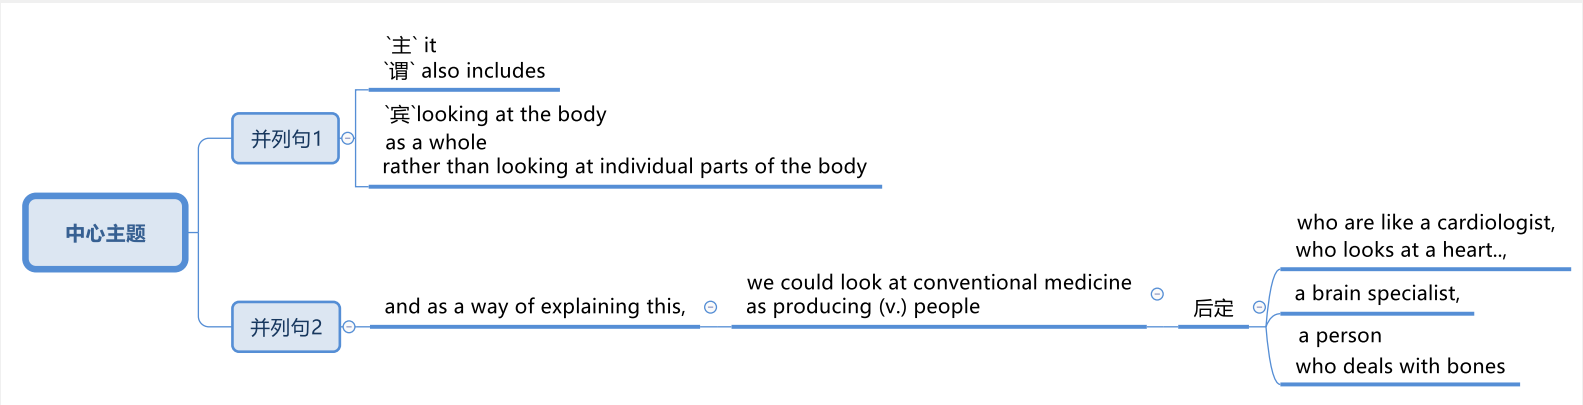 中心主题
并列句1
`主` it
`谓` also includes
`宾`looking at the body
as a whole
rather than looking at individual parts of the body
并列句2
and as a way of explaining this,
we could look at conventional medicine
as producing (v.) people
后定
who are like a cardiologist,
who looks at a heart..,
a brain specialist,
a person
who deals with bones